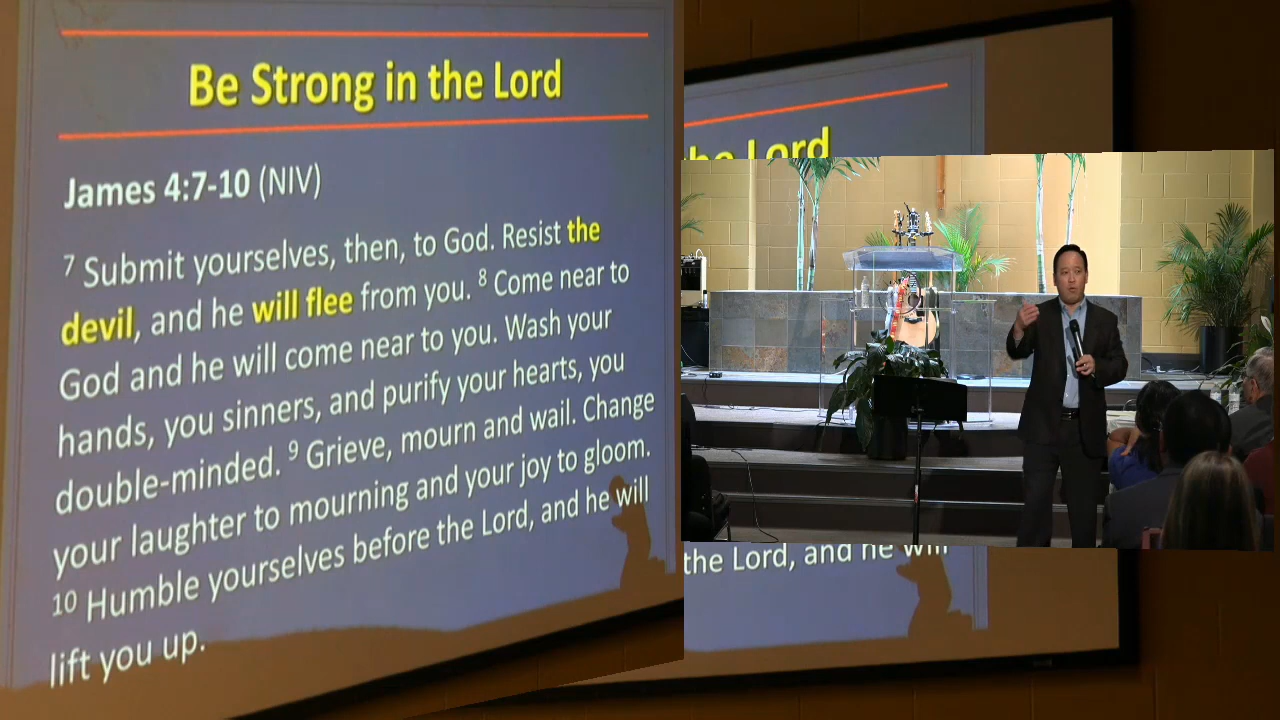 Be Strong in the Lord
James 4:7-10 (NIV)
7 Submit yourselves, then, to God. Resist the
devil, and he will flee from you. 8 Come near to
God and he will come near to you. Wash your
hands, you sinners, and purify your hearts, you
double-minded. 9 Grieve, mourn and wail. Change
your laughter to mourning and your joy to gloom.
10 Humble yourselves before the Lord, and he will
lift you up.
the Lord
the Lord, and he will